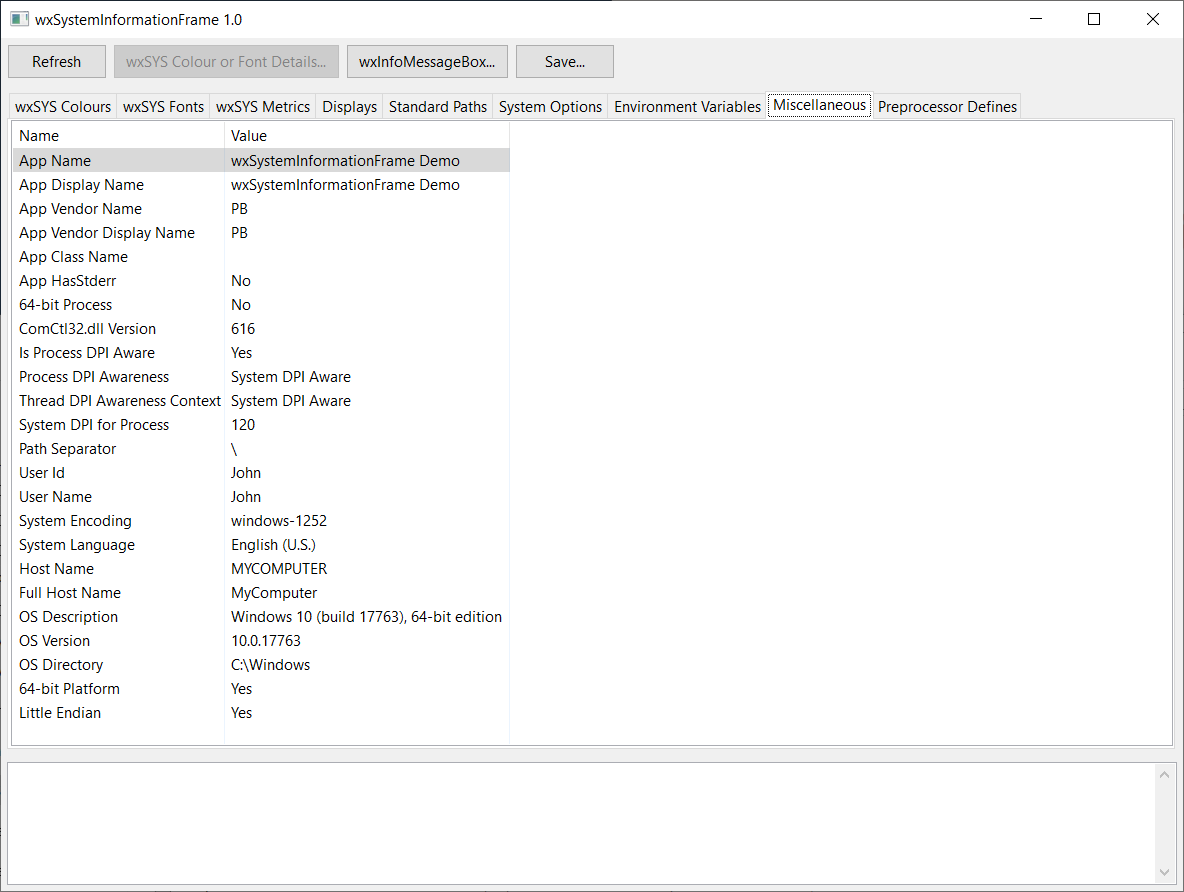 wxSystemInformationFrame 1.0
Refresh wxSYS Colour or Font Details... wxInfoMessageBox... Save...
wxSYS Colours wxSYS Fonts wxSYS Metrics Displays Standard Paths System Options Environment Variables Miscellaneous Preprocessor Defines
Name Value
App Name wxSystemInformationFrame Demo
App Display Name wxSystemInformationFrame Demo
App Vendor Name PB
App Vendor Display Name PB
App Class Name
App HasStderr No
64-bit Process No
ComCtl32.dll Version 616
Is Process DPI Aware Yes
Process DPI Awareness System DPI Aware
Thread DPI Awareness Context System DPI Aware
System DPI for Process 120
Path Separator \
User Id John
User Name John
System Encoding windows-1252
System Language English (U.S.)
Host Name MYCOMPUTER
Full Host Name MyComputer
OS Description Windows 10 (build 17763), 64-bit edition
OS Version 10.0.17763
OS Directory C:\Windows
64-bit Platform Yes
Little Endian Yes